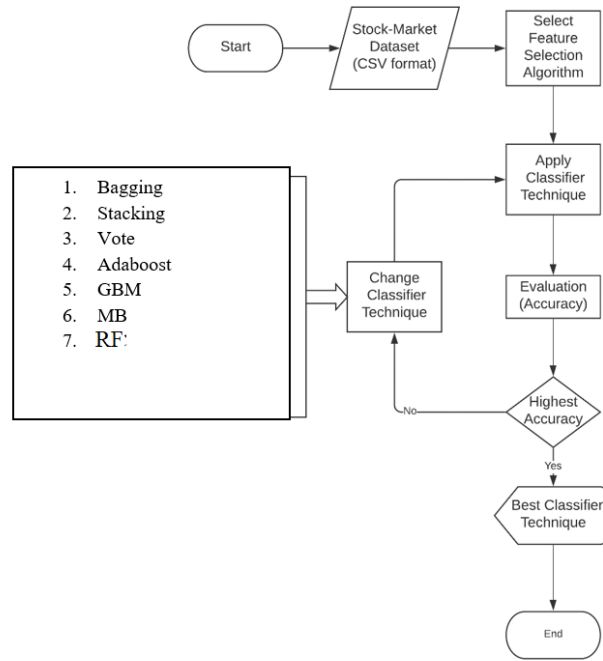 Start
Stock-Market
Dataset
(CSV format)
Select
Feature
Selection
Algorithm
Apply
Classifier
Technique
1. Bagging
2. Stacking
3. Vote
4. Adaboost
5. GBM
6. MB
7. RF:
Change
Classifier
Technique
Evaluation
(Accuracy)
Highest
Accuracy
No
Yes
Best Classifier
Technique
End